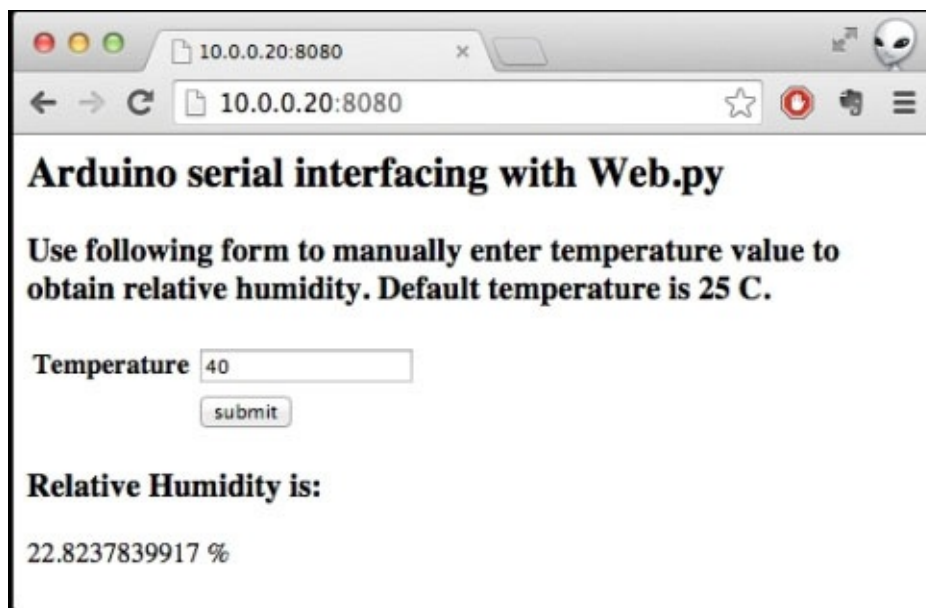 10.0.0.20:8080
10.0.0.20:8080
Arduino serial interfacing with Web.py
Use following form to manually enter temperature value to
obtain relative humidity. Default temperature is 25 C.
Temperature 40
submit
Relative Humidity is:
22.8237839917 %